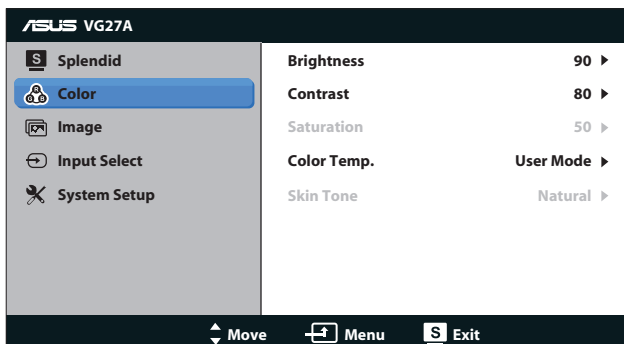 ASUS VG27A
S Splendid
Color
Image
Input Select
System Setup
Brightness 90
Contrast 80
Saturation 50
Color Temp. User Mode
Skin Tone Natural
Move Menu S Exit